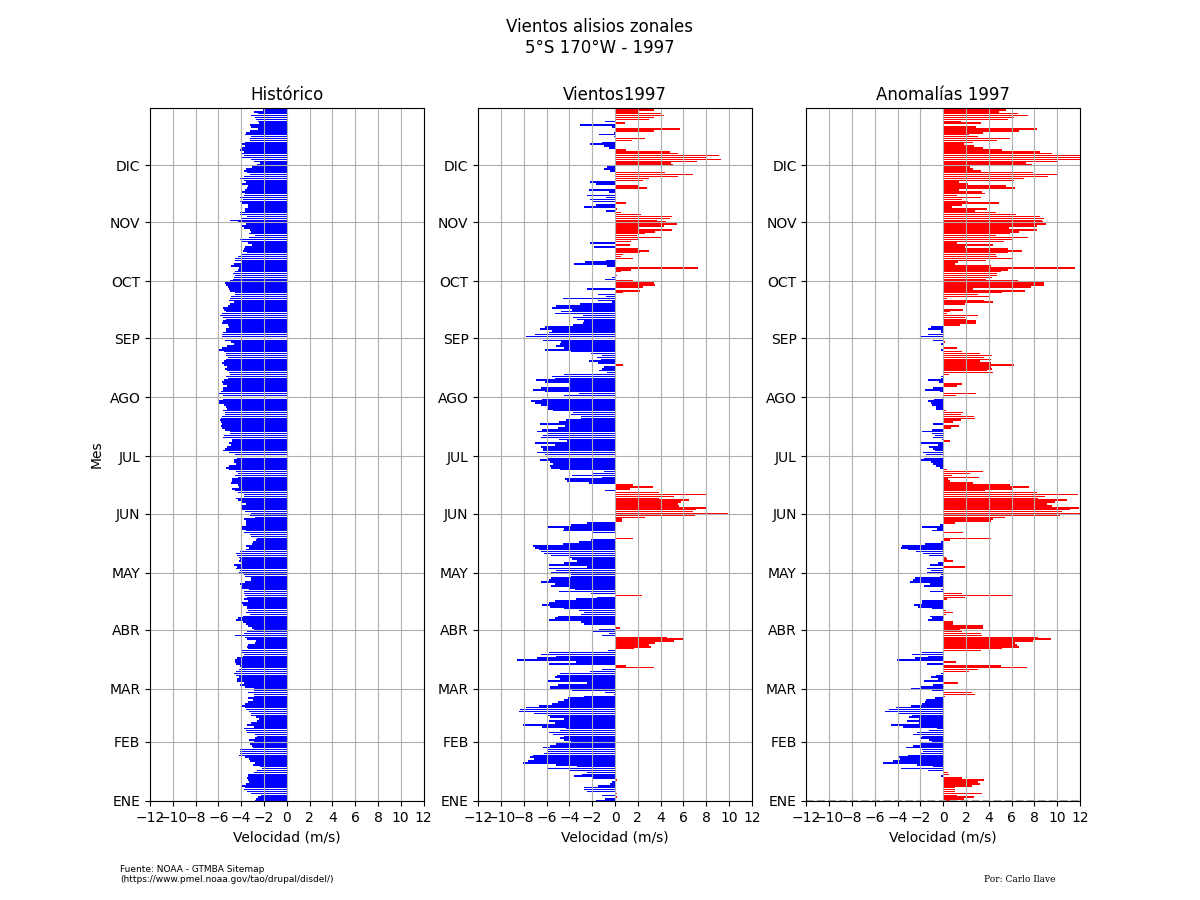 Vientos alisios zonales
5°S 170°W - 1997
Histórico
Vientos1997
Anomalías 1997
Mes
DIC
NOV
OCT
SEP
AGO
JUL
JUN
MAY
ABR
MAR
FEB
ENE
−12 −10 −8 −6 −4 −2 0 2 4 6 8 10 12
Velocidad (m/s)
DIC
NOV
OCT
SEP
AGO
JUL
JUN
MAY
ABR
MAR
FEB
ENE
−12 −10 −8 −6 −4 −2 0 2 4 6 8 10 12
Velocidad (m/s)
DIC
NOV
OCT
SEP
AGO
JUL
JUN
MAY
ABR
MAR
FEB
ENE
−12 −10 −8 −6 −4 −2 0 2 4 6 8 10 12
Velocidad (m/s)
Fuente: NOAA - GTMBA Sitemap
(https://www.pmel.noaa.gov/tao/drupal/disdel/)
Por: Carlo Ilave